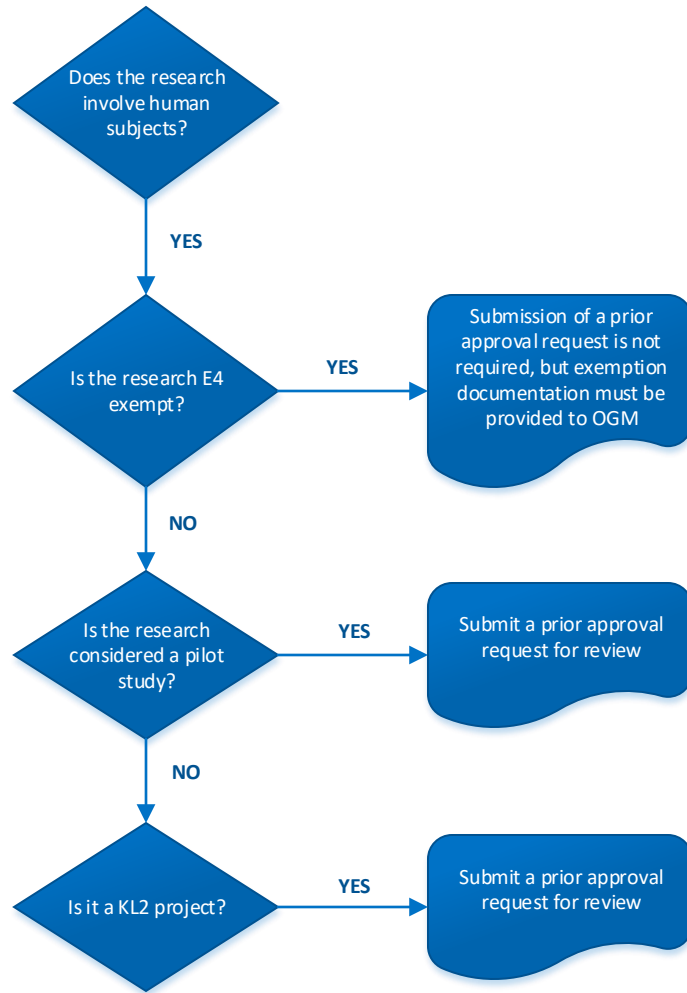 Does the research
involve human
subjects?
YES
Is the research E4
exempt?
YES
Submission of a prior
approval request is not
required, but exemption
documentation must be
provided to OGM
NO
Is the research
considered a pilot
study?
YES
Submit a prior approval
request for review
NO
Is it a KL2 project?
YES
Submit a prior approval
request for review